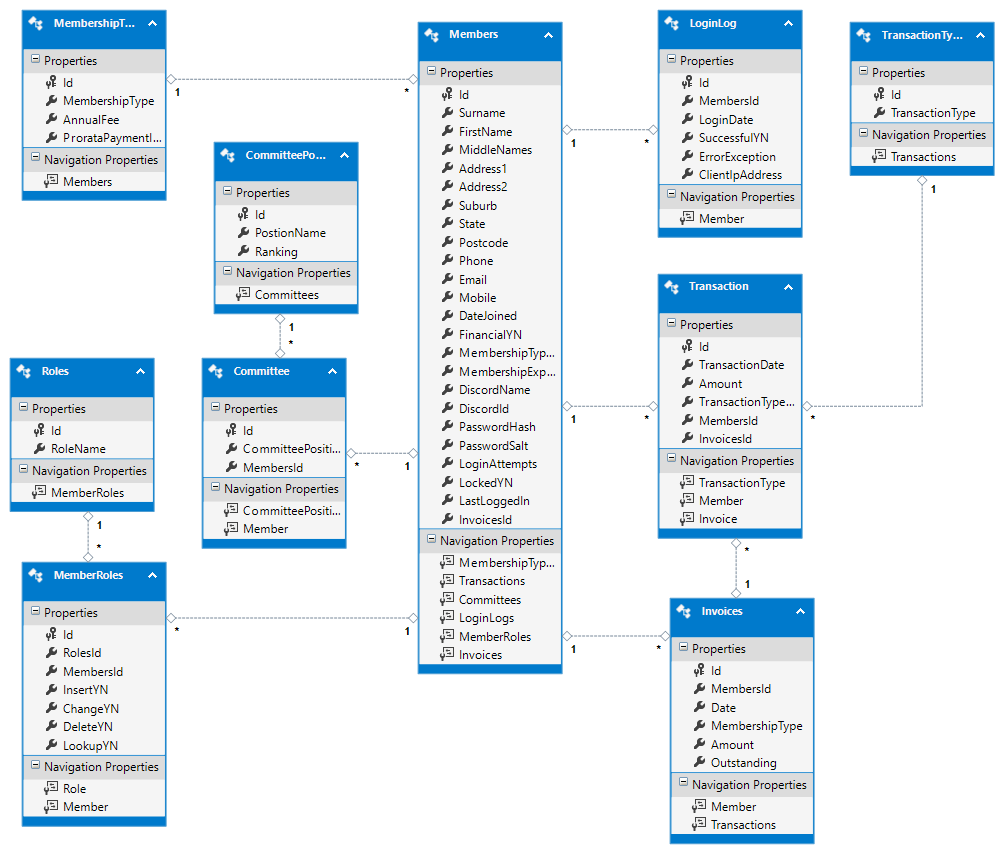 MembershipT...
Properties
Id
MembershipType
AnnualFee
ProrataPaymentI...
Navigation Properties
Members
1
*
CommitteePo...
Properties
Id
PostionName
Ranking
Navigation Properties
Committees
1
*
Roles
Properties
Id
RoleName
Navigation Properties
MemberRoles
1
*
Committee
Properties
Id
CommitteePositi...
MembersId
Navigation Properties
CommitteePositi...
Member
*
1
MemberRoles
Properties
Id
RolesId
MembersId
InsertYN
ChangeYN
DeleteYN
LookupYN
Navigation Properties
Role
Member
*
1
Members
Properties
Id
Surname
FirstName
MiddleNames
Address1
Address2
Suburb
State
Postcode
Phone
Email
Mobile
DateJoined
FinancialYN
MembershipTyp...
MembershipExp...
DiscordName
DiscordId
PasswordHash
PasswordSalt
LoginAttempts
LockedYN
LastLoggedIn
InvoicesId
Navigation Properties
MembershipTyp...
Transactions
Committees
LoginLogs
MemberRoles
Invoices
1
*
1
*
1
*
LoginLog
Properties
Id
MembersId
LoginDate
SuccessfulYN
ErrorException
ClientIpAddress
Navigation Properties
Member
TransactionTy...
Properties
Id
TransactionType
Navigation Properties
Transactions
1
*
Transaction
Properties
Id
TransactionDate
Amount
TransactionType...
MembersId
InvoicesId
Navigation Properties
TransactionType
Member
Invoice
*
1
Invoices
Properties
Id
MembersId
Date
MembershipType
Amount
Outstanding
Navigation Properties
Member
Transactions